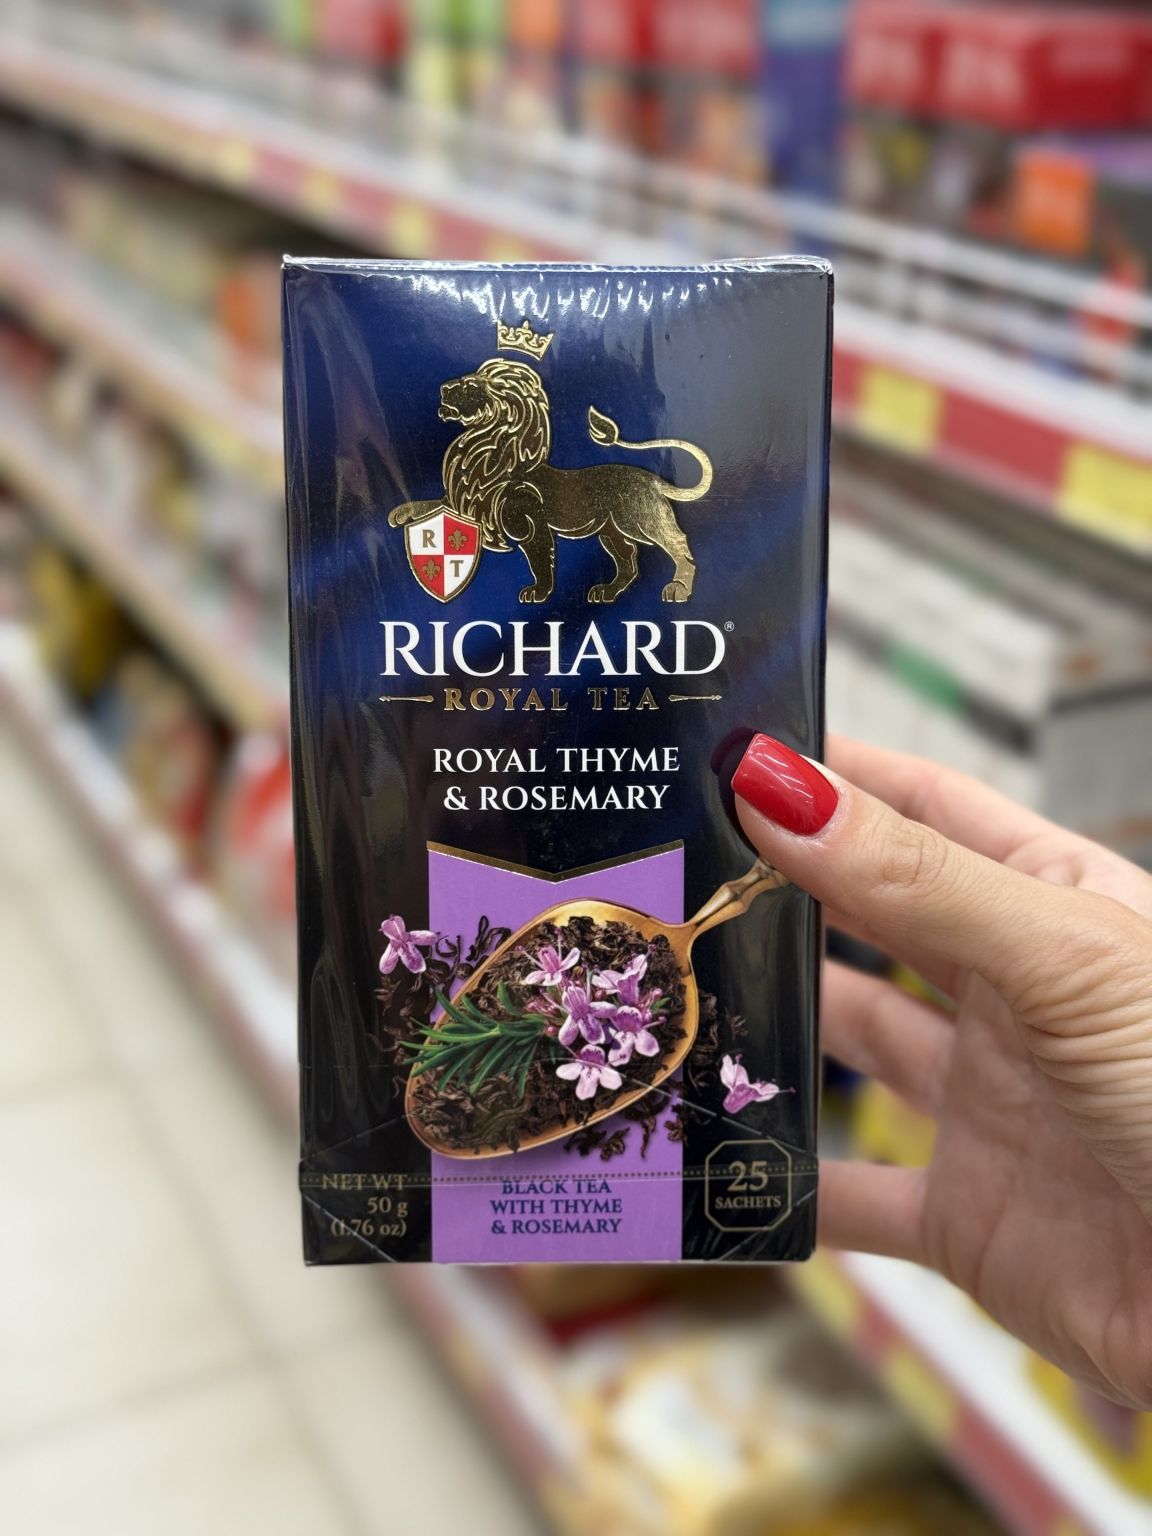 R
T
RICHARD®
ROYAL TEA
ROYAL THYME
& ROSEMARY
NET WT
50 g
(1.76 oz)
BLACK TEA
WITH THYME
& ROSEMARY
25
SACHETS